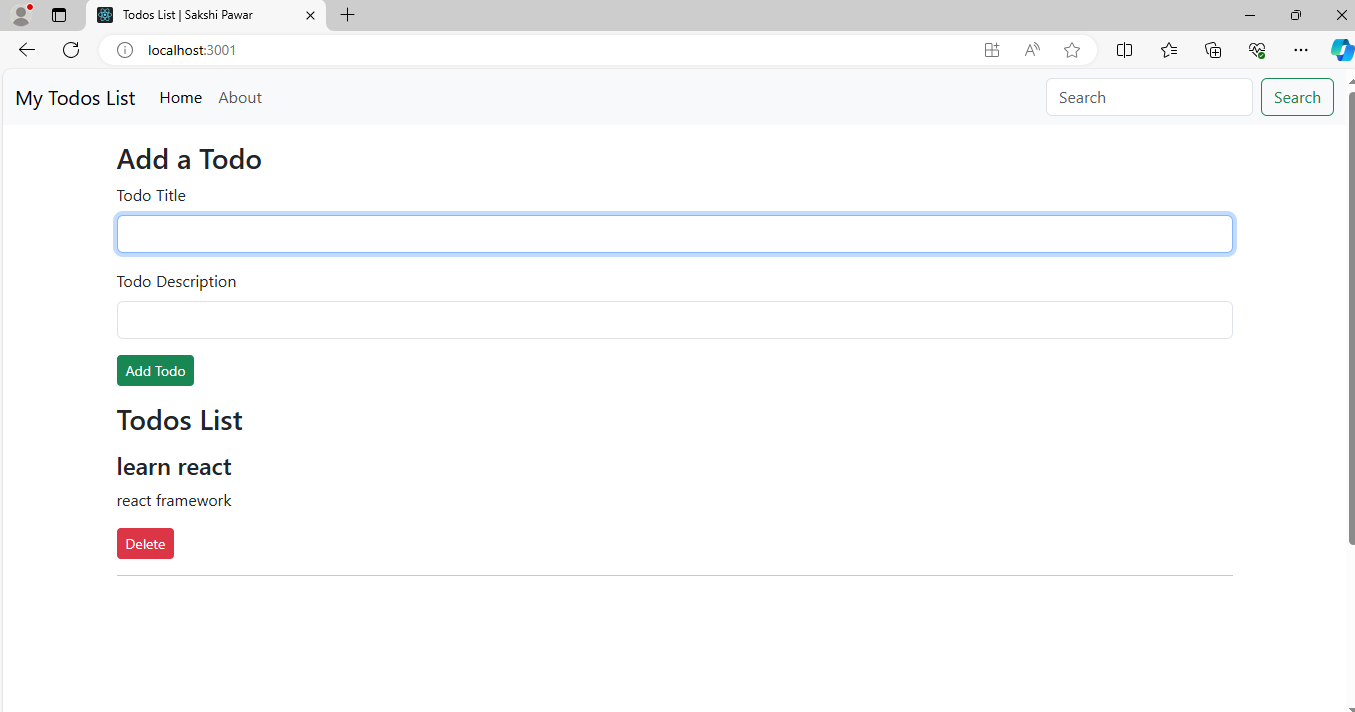 Todos List | Sakshi Pawar
localhost:3001
My Todos List Home About Search Search
Add a Todo
Todo Title
Todo Description
Add Todo
Todos List
learn react
react framework
Delete